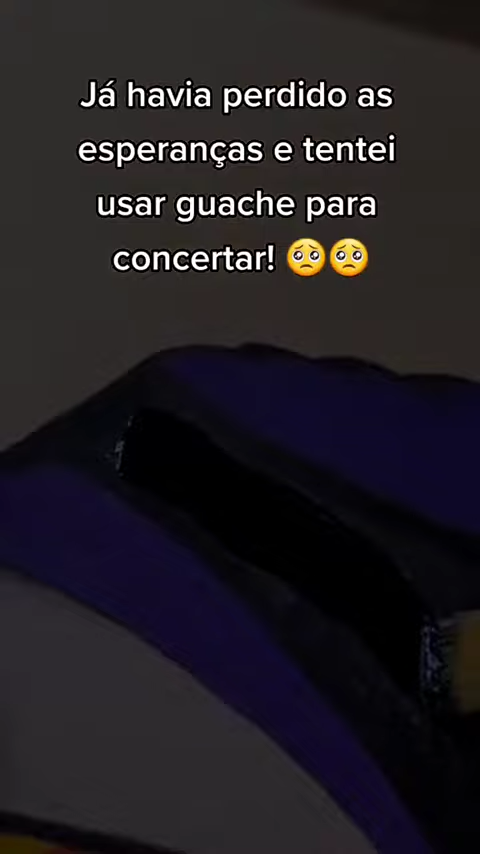 Já havia perdido as
esperanças e tentei
usar guache para
concertar! 🥺🥺